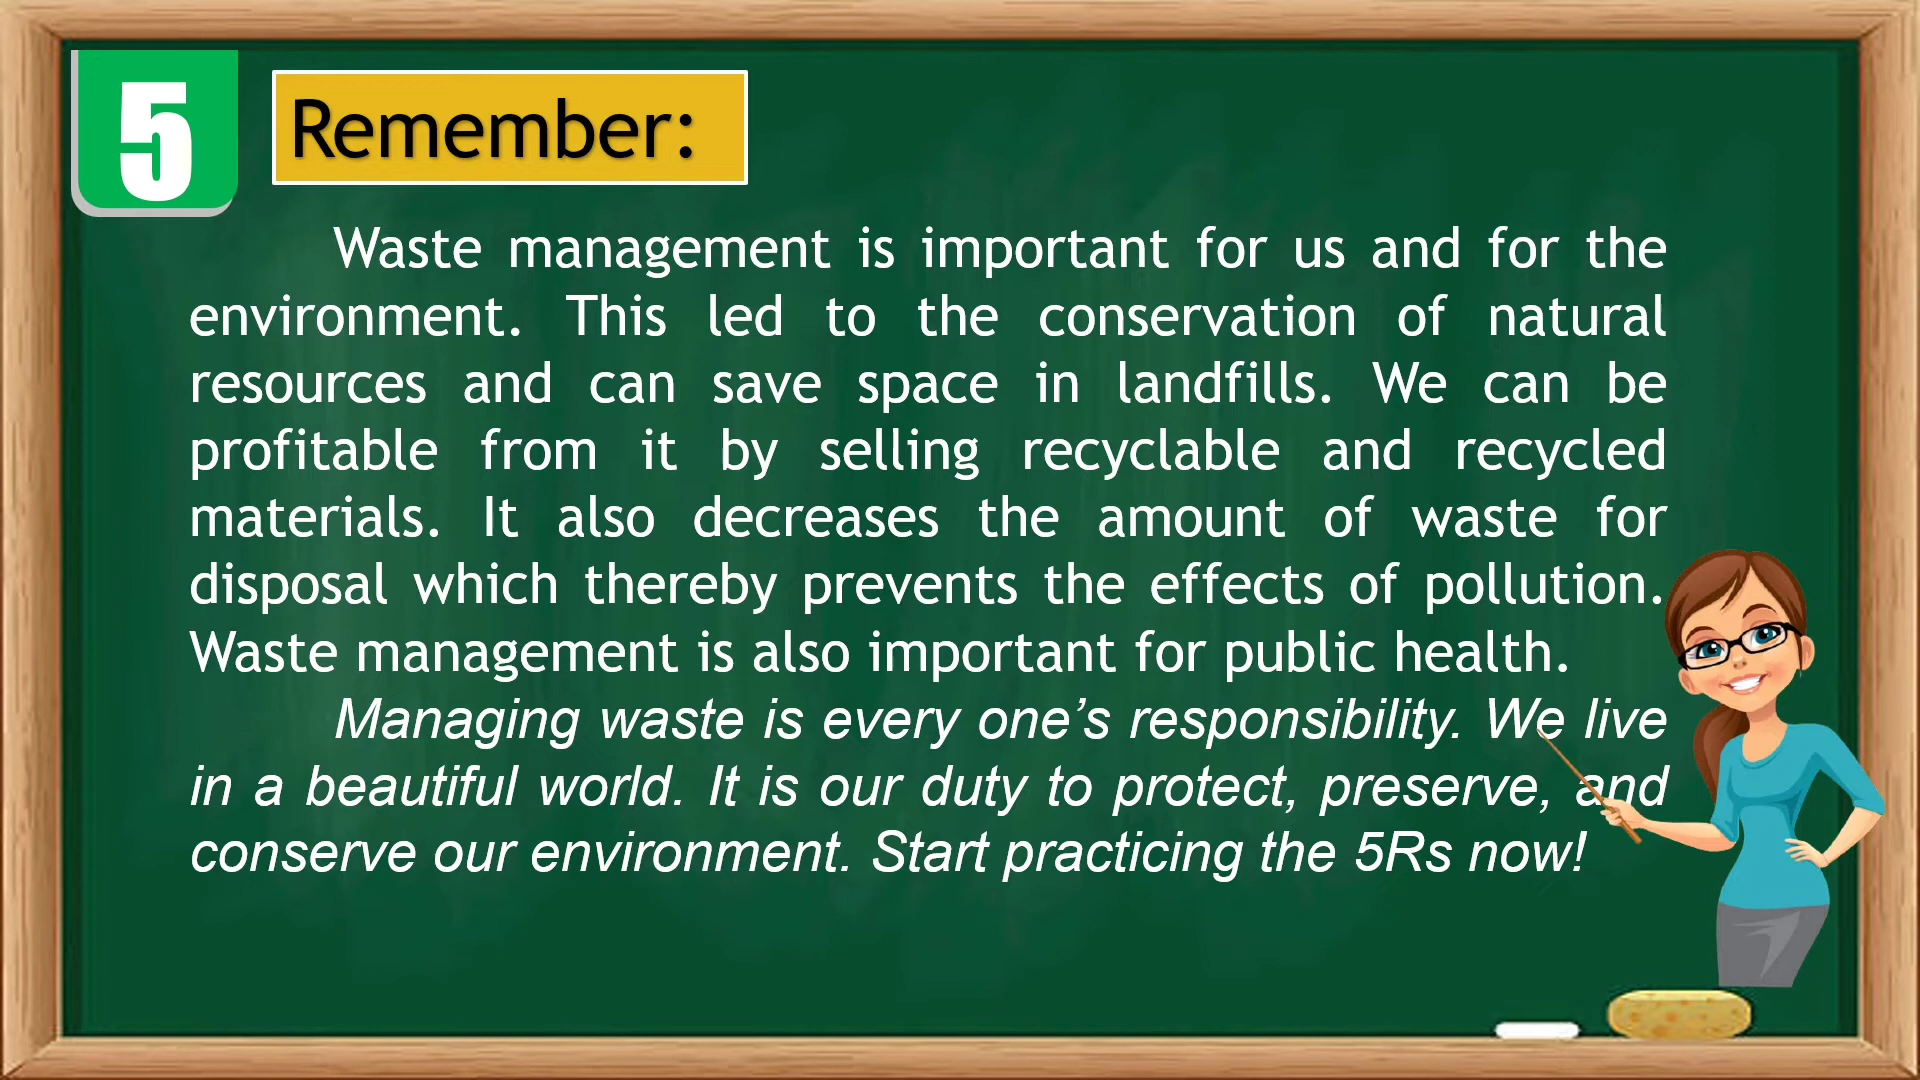 5
Remember:
Waste management is important for us and for the
environment. This led to the conservation of natural
resources and can save space in landfills. We can be
profitable from it by selling recyclable and recycled
materials. It also decreases the amount of waste for
disposal which thereby prevents the effects of pollution.
Waste management is also important for public health.
Managing waste is every one’s responsibility. We live
in a beautiful world. It is our duty to protect, preserve, and
conserve our environment. Start practicing the 5Rs now!